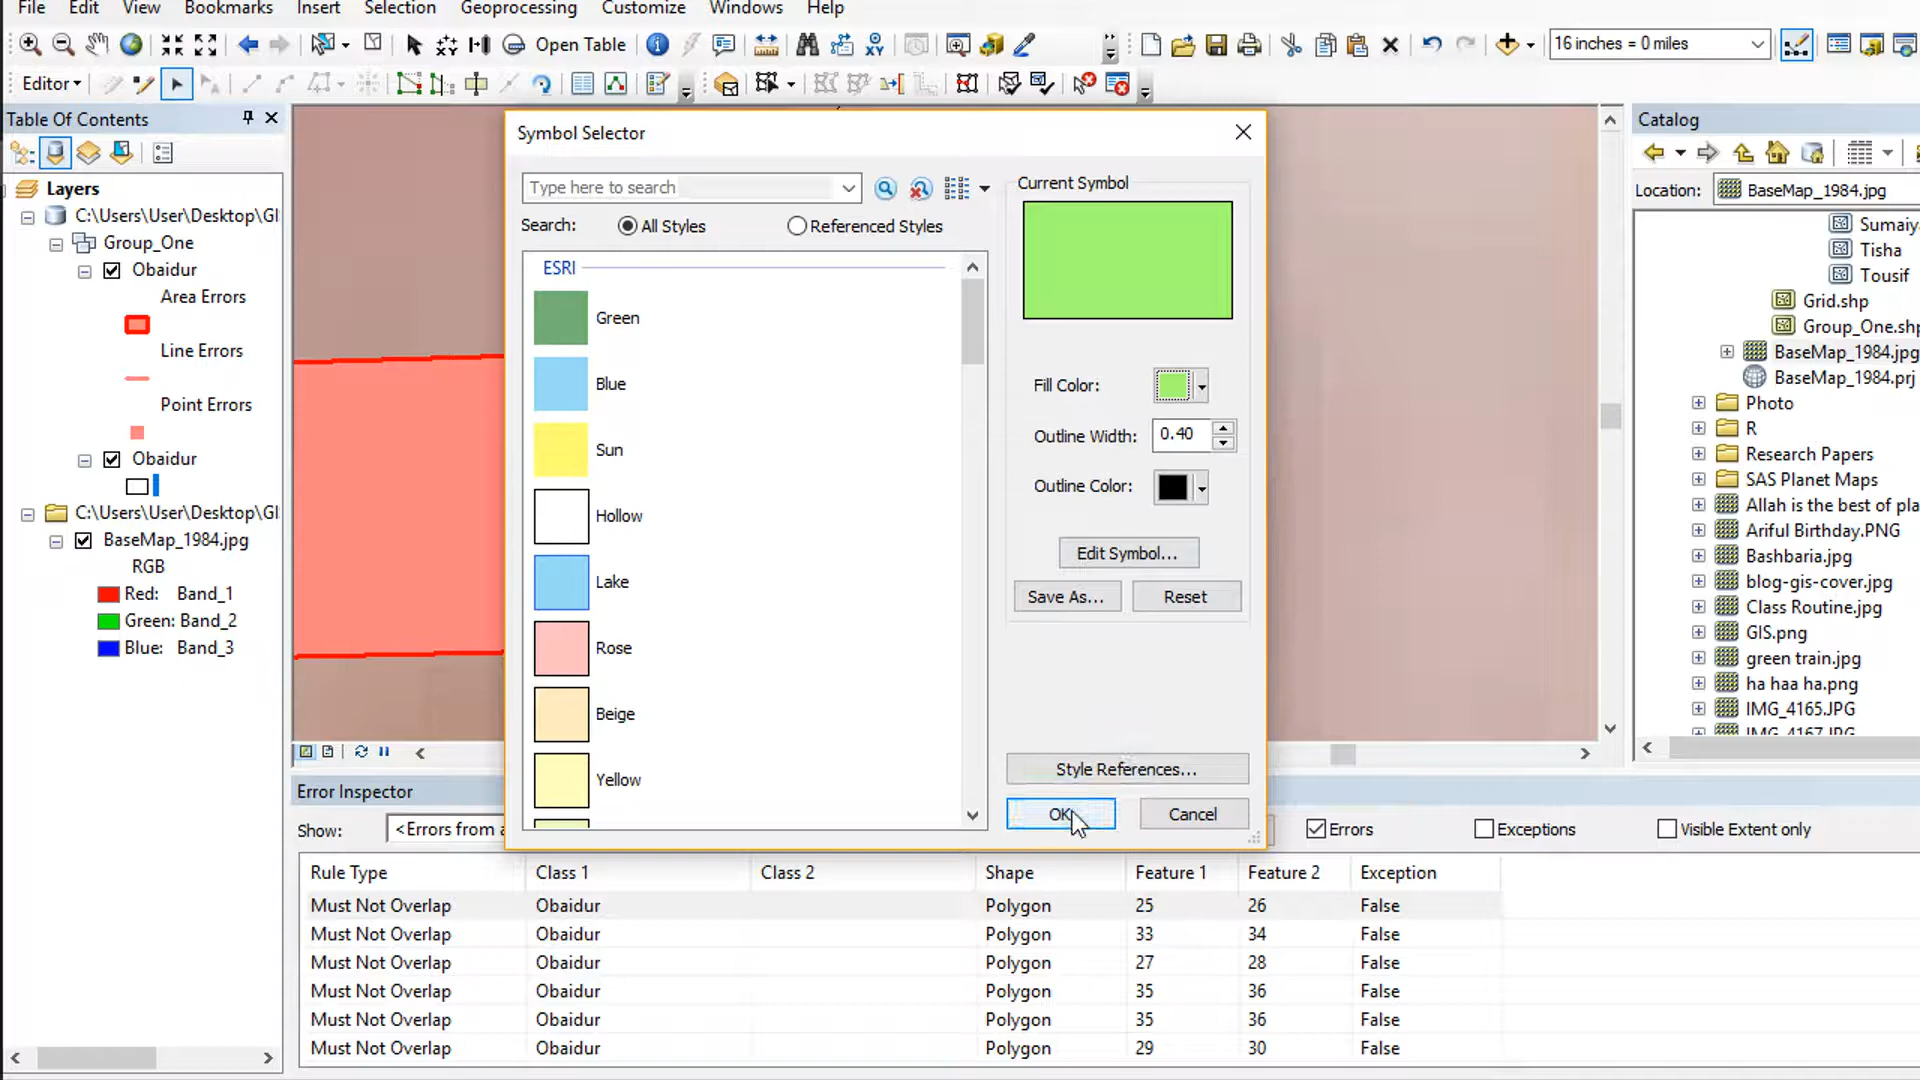 File Edit View Bookmarks Insert Selection Geoprocessing Customize Windows Help
Open Table 16 inches = 0 miles
Editor
Table Of Contents
Layers
C:\Users\User\Desktop\GI
Group_One
Obaidur
Area Errors
Line Errors
Point Errors
Obaidur
C:\Users\User\Desktop\GI
BaseMap_1984.jpg
RGB
Red: Band_1
Green: Band_2
Blue: Band_3
Symbol Selector
Type here to search
Search: All Styles Referenced Styles
ESRI
Green
Blue
Sun
Hollow
Lake
Rose
Beige
Yellow
Current Symbol
Fill Color:
Outline Width: 0.40
Outline Color:
Edit Symbol...
Save As... Reset
Style References...
OK Cancel
Catalog
Location: BaseMap_1984.jpg
Sumaiy
Tisha
Tousif
Grid.shp
Group_One.shp
BaseMap_1984.jpg
BaseMap_1984.prj
Photo
R
Research Papers
SAS Planet Maps
Allah is the best of pla
Ariful Birthday.PNG
Bashbaria.jpg
blog-gis-cover.jpg
Class Routine.jpg
GIS.png
green train.jpg
ha haa ha.png
IMG_4165.JPG
IMG_4167.JPG
Error Inspector
Show: <Errors from a Errors Exceptions Visible Extent only
Rule Type Class 1 Class 2 Shape Feature 1 Feature 2 Exception
Must Not Overlap Obaidur Polygon 25 26 False
Must Not Overlap Obaidur Polygon 33 34 False
Must Not Overlap Obaidur Polygon 27 28 False
Must Not Overlap Obaidur Polygon 35 36 False
Must Not Overlap Obaidur Polygon 35 36 False
Must Not Overlap Obaidur Polygon 29 30 False